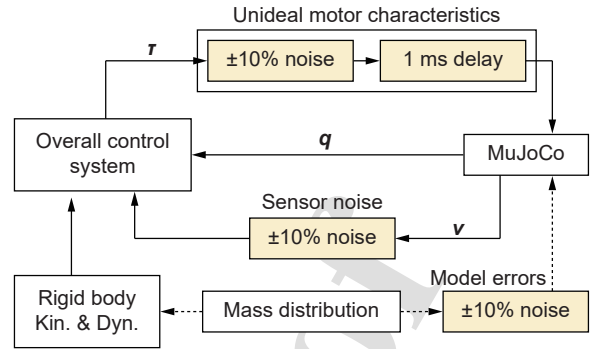 Unideal motor characteristics
τ
±10% noise
1 ms delay
Overall control
system
q
MuJoCo
Sensor noise
±10% noise
v
Model errors
Rigid body
Kin. & Dyn.
Mass distribution
±10% noise